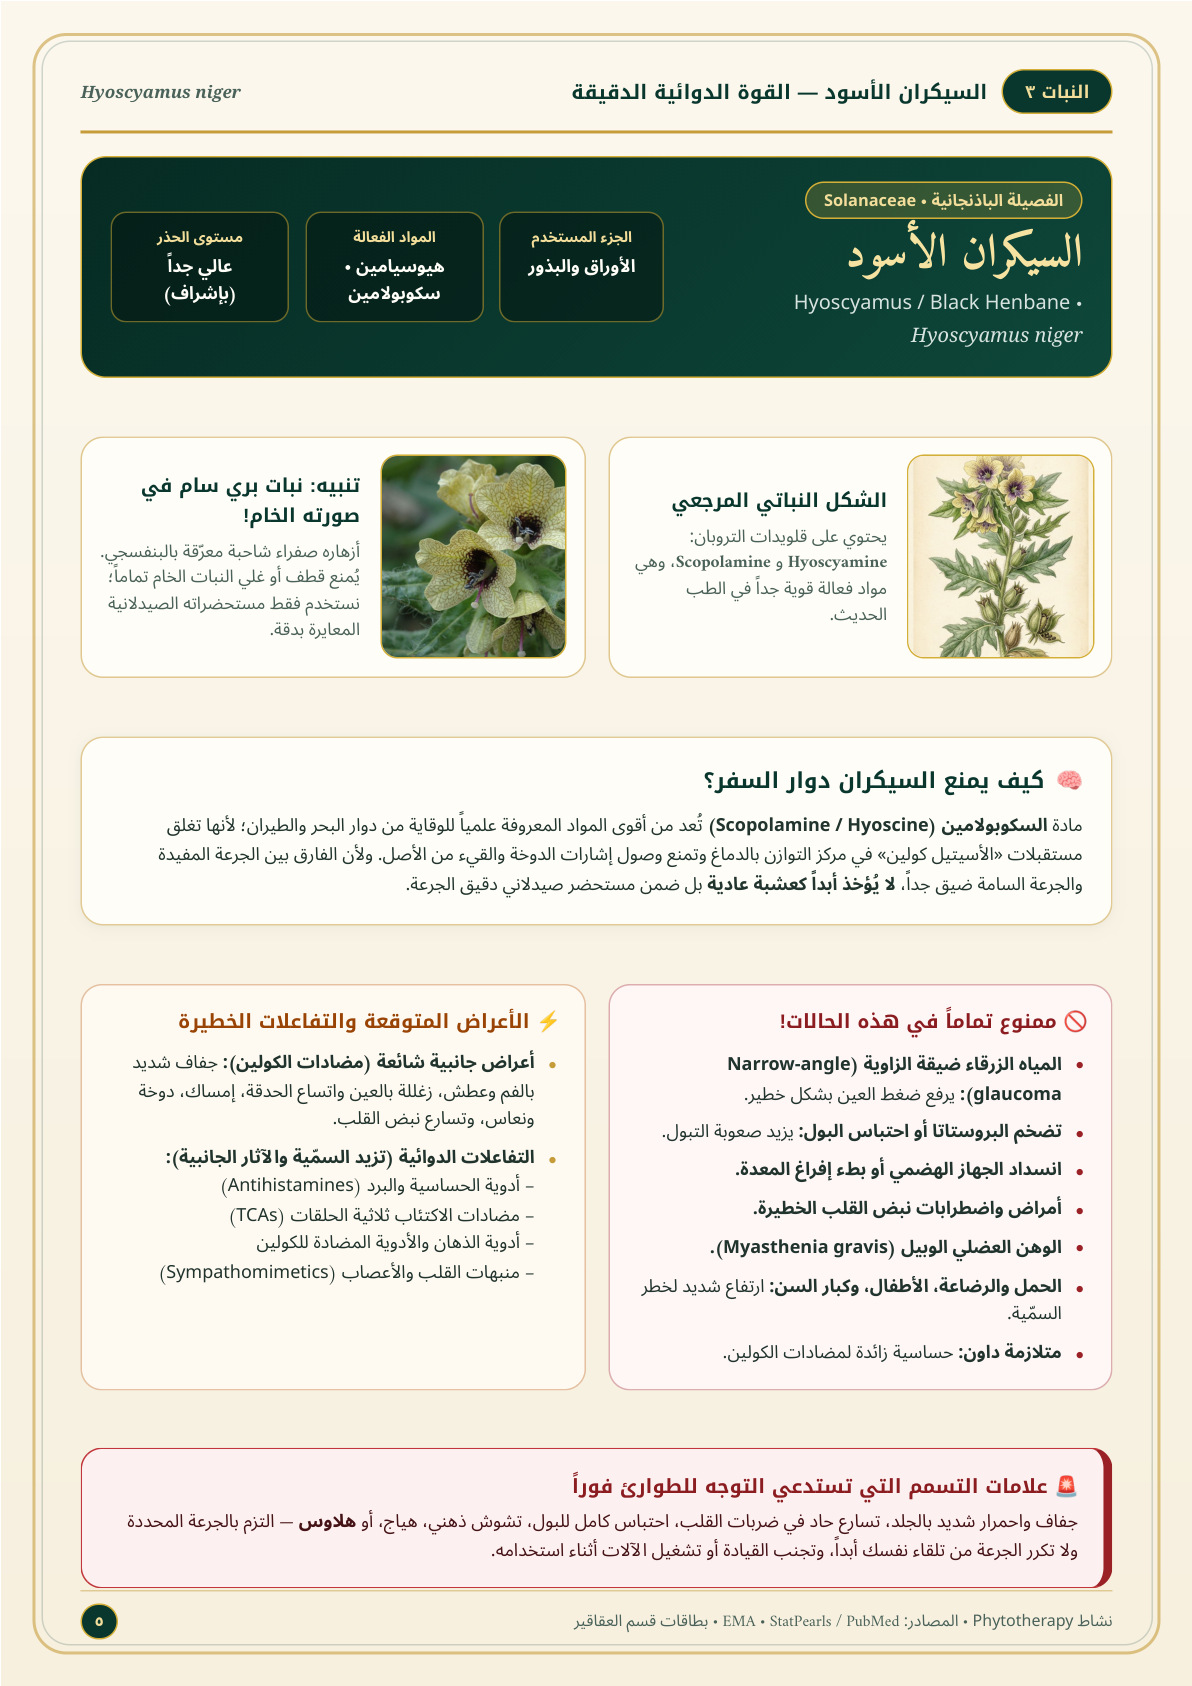 النبات ٣
السيكران الأسود — القوة الدوائية الدقيقة
Hyoscyamus niger
الفصيلة الباذنجانية • Solanaceae
السيكران الأسود
Hyoscyamus / Black Henbane •
Hyoscyamus niger
الجزء المستخدم
الأوراق والبذور
المواد الفعالة
هيوسيامين •
سكوبولامين
مستوى الحذر
عالي جداً
(بإشراف)
الشكل النباتي المرجعي
يحتوي على قلويدات التروبان:
Hyoscyamine و Scopolamine، وهي
مواد فعالة قوية جداً في الطب
الحديث.
تنبيه: نبات بري سام في
صورته الخام!
أزهاره صفراء شاحبة معرّقة بالبنفسجي.
يُمنع قطف أو غلي النبات الخام تماماً؛
نستخدم فقط مستحضراته الصيدلانية
المعايرة بدقة.
🧠 كيف يمنع السيكران دوار السفر؟
مادة السكوبولامين (Scopolamine / Hyoscine) تُعد من أقوى المواد المعروفة علمياً للوقاية من دوار البحر والطيران؛ لأنها تغلق
مستقبلات «الأسيتيل كولين» في مركز التوازن بالدماغ وتمنع وصول إشارات الدوخة والقيء من الأصل. ولأن الفارق بين الجرعة المفيدة
والجرعة السامة ضيق جداً، لا يُؤخذ أبداً كعشبة عادية بل ضمن مستحضر صيدلاني دقيق الجرعة.
🚫 ممنوع تماماً في هذه الحالات!
• المياه الزرقاء ضيقة الزاوية (Narrow-angle
glaucoma): يرفع ضغط العين بشكل خطير.
• تضخم البروستاتا أو احتباس البول: يزيد صعوبة التبول.
• انسداد الجهاز الهضمي أو بطء إفراغ المعدة.
• أمراض واضطرابات نبض القلب الخطيرة.
• الوهن العضلي الوبيل (Myasthenia gravis).
• الحمل والرضاعة، الأطفال، وكبار السن: ارتفاع شديد لخطر
السمّية.
• متلازمة داون: حساسية زائدة لمضادات الكولين.
⚡ الأعراض المتوقعة والتفاعلات الخطيرة
• أعراض جانبية شائعة (مضادات الكولين): جفاف شديد
بالفم وعطش، زغللة بالعين واتساع الحدقة، إمساك، دوخة
ونعاس، وتسارع نبض القلب.
• التفاعلات الدوائية (تزيد السمّية والآثار الجانبية):
– أدوية الحساسية والبرد (Antihistamines)
– مضادات الاكتئاب ثلاثية الحلقات (TCAs)
– أدوية الذهان والأدوية المضادة للكولين
– منبهات القلب والأعصاب (Sympathomimetics)
🚨 علامات التسمم التي تستدعي التوجه للطوارئ فوراً
جفاف واحمرار شديد بالجلد، تسارع حاد في ضربات القلب، احتباس كامل للبول، تشوش ذهني، هياج، أو هلاوس — التزم بالجرعة المحددة
ولا تكرر الجرعة من تلقاء نفسك أبداً، وتجنب القيادة أو تشغيل الآلات أثناء استخدامه.
نشاط Phytotherapy • المصادر: EMA • StatPearls / PubMed • بطاقات قسم العقاقير
٥